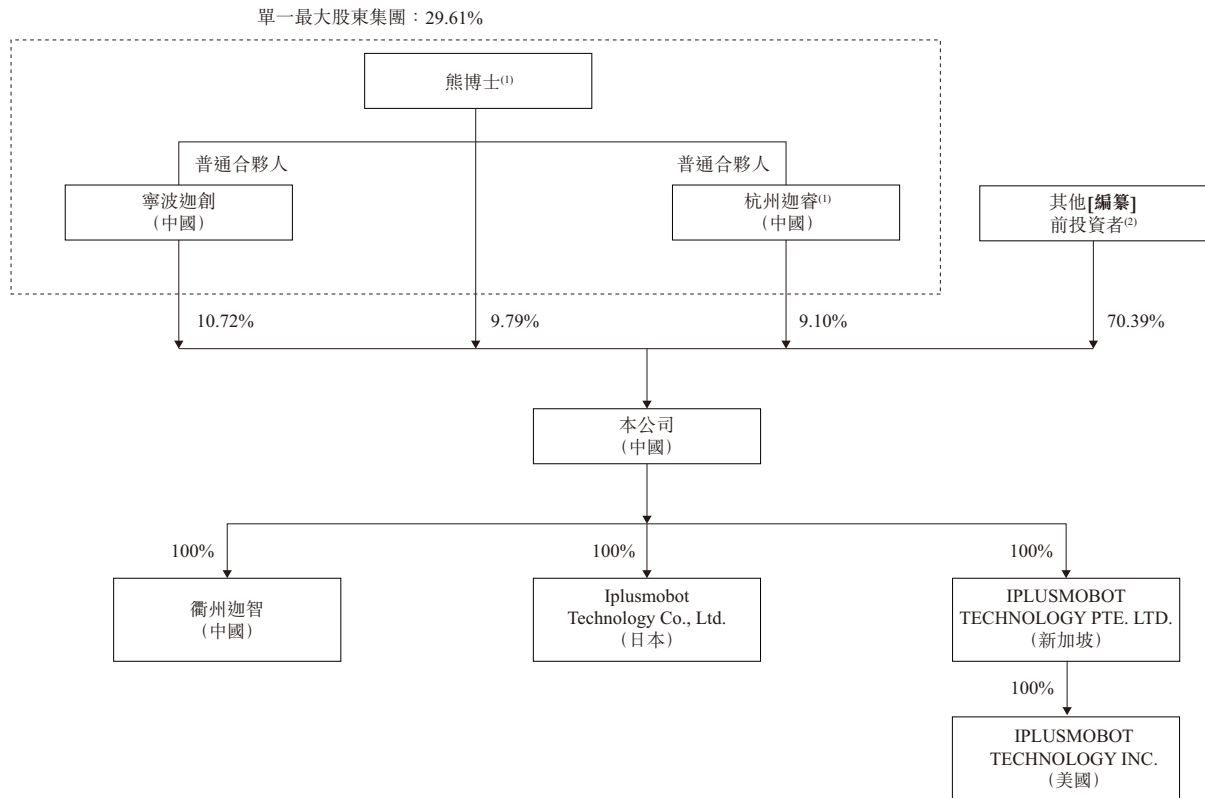 單一最大股東集團：29.61%
熊博士(1)
普通合夥人
普通合夥人
寧波迦創
（中國）
杭州迦睿(1)
（中國）
其他[編纂]
前投資者(2)
10.72%
9.79%
9.10%
70.39%
本公司
（中國）
100%
100%
100%
衢州迦智
（中國）
Iplusmobot
Technology Co., Ltd.
（日本）
IPLUSMOBOT
TECHNOLOGY PTE. LTD.
（新加坡）
100%
IPLUSMOBOT
TECHNOLOGY INC.
（美國）